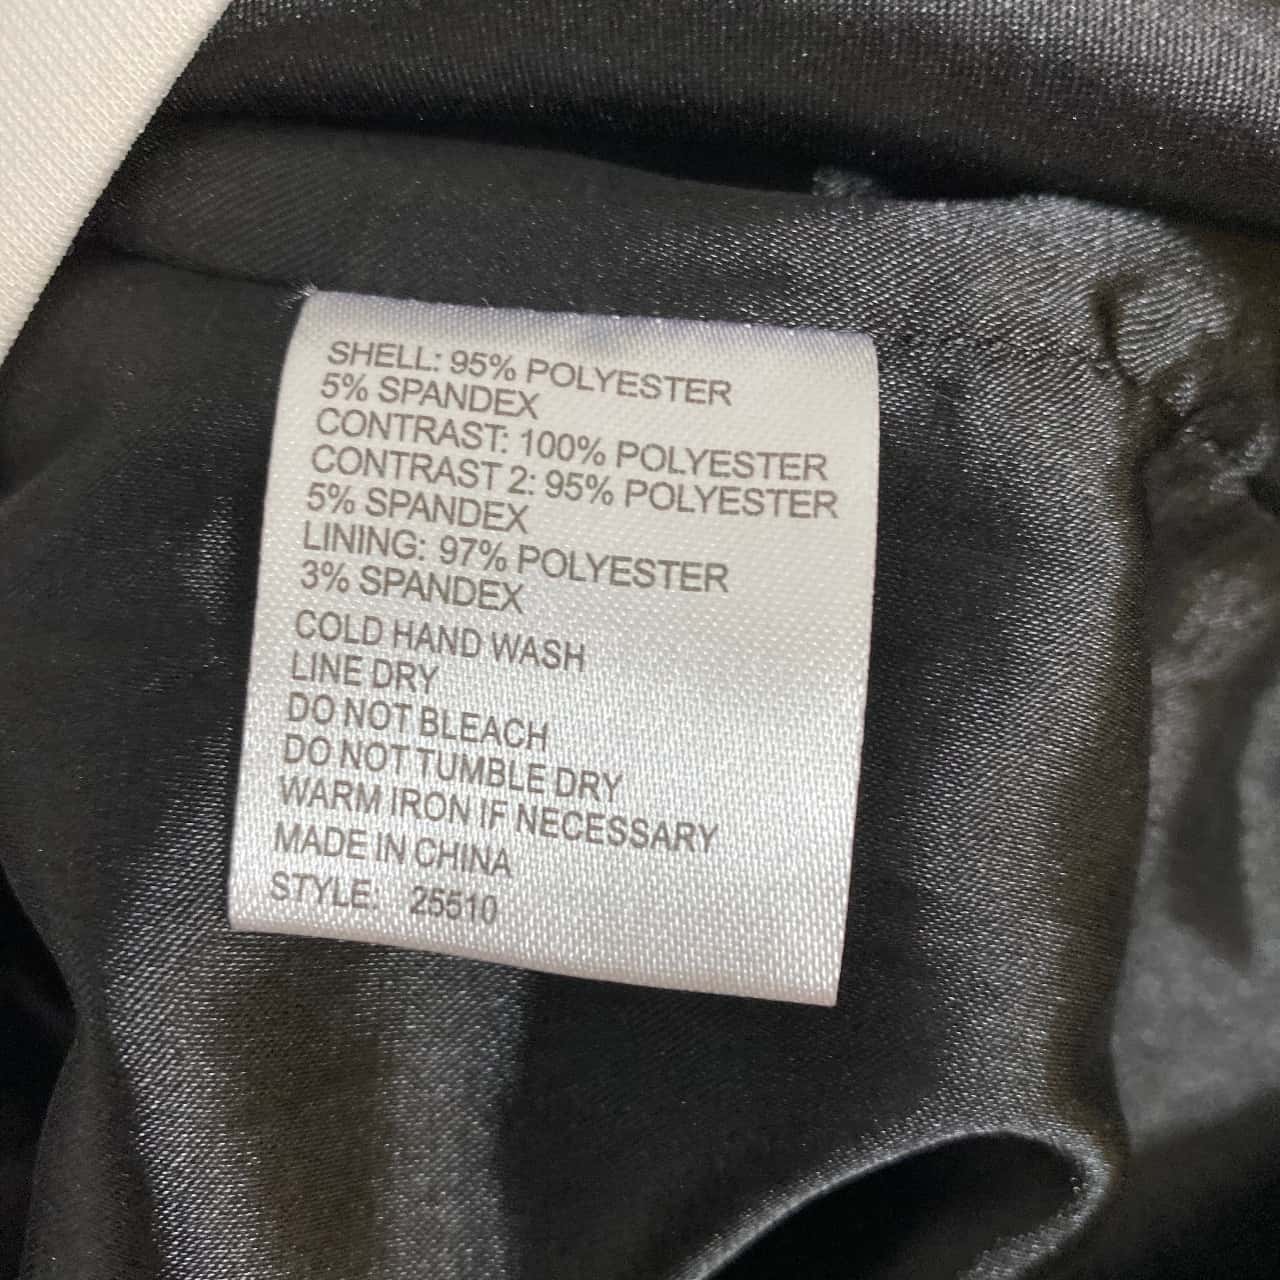 SHELL: 95% POLYESTER
5% SPANDEX
CONTRAST: 100% POLYESTER
CONTRAST 2: 95% POLYESTER
5% SPANDEX
LINING: 97% POLYESTER
3% SPANDEX
COLD HAND WASH
LINE DRY
DO NOT BLEACH
DO NOT TUMBLE DRY
WARM IRON IF NECESSARY
MADE IN CHINA
STYLE: 25510